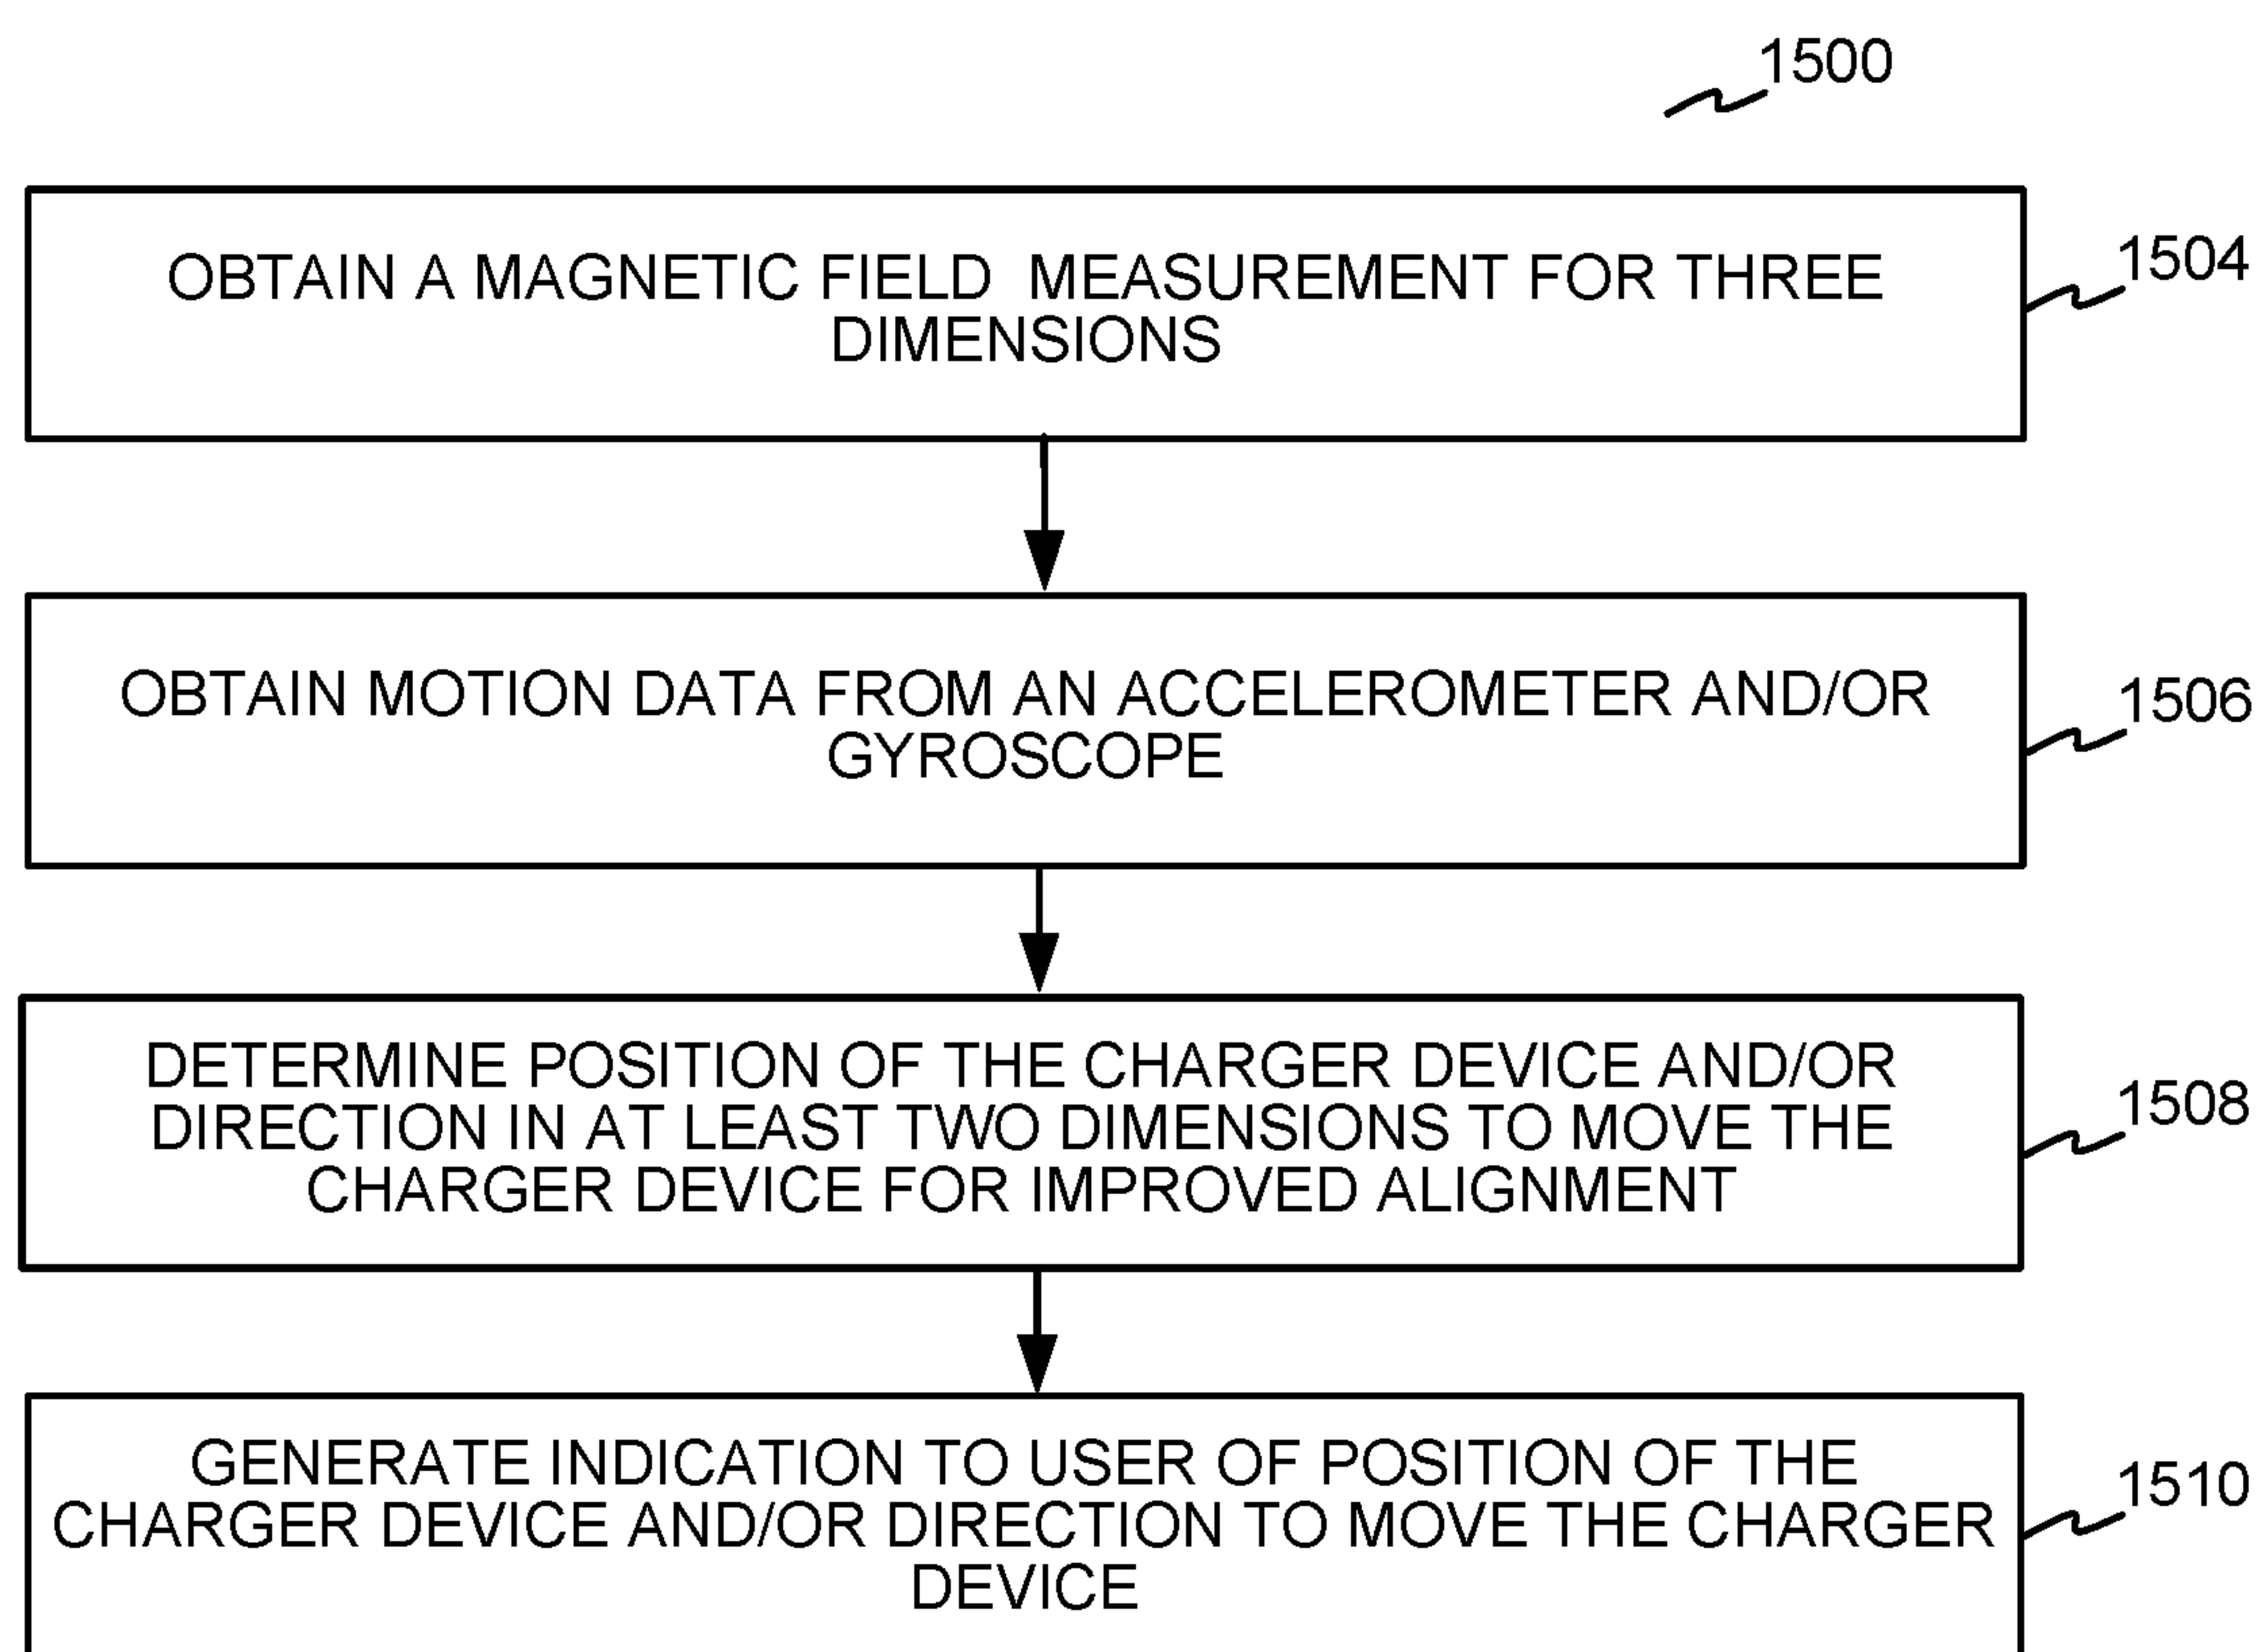 1500
OBTAIN A MAGNETIC FIELD MEASUREMENT FOR THREE
DIMENSIONS
1504
OBTAIN MOTION DATA FROM AN ACCELEROMETER AND/OR
GYROSCOPE
1506
DETERMINE POSITION OF THE CHARGER DEVICE AND/OR
DIRECTION IN AT LEAST TWO DIMENSIONS TO MOVE THE
CHARGER DEVICE FOR IMPROVED ALIGNMENT
1508
GENERATE INDICATION TO USER OF POSITION OF THE
CHARGER DEVICE AND/OR DIRECTION TO MOVE THE CHARGER
DEVICE
1510